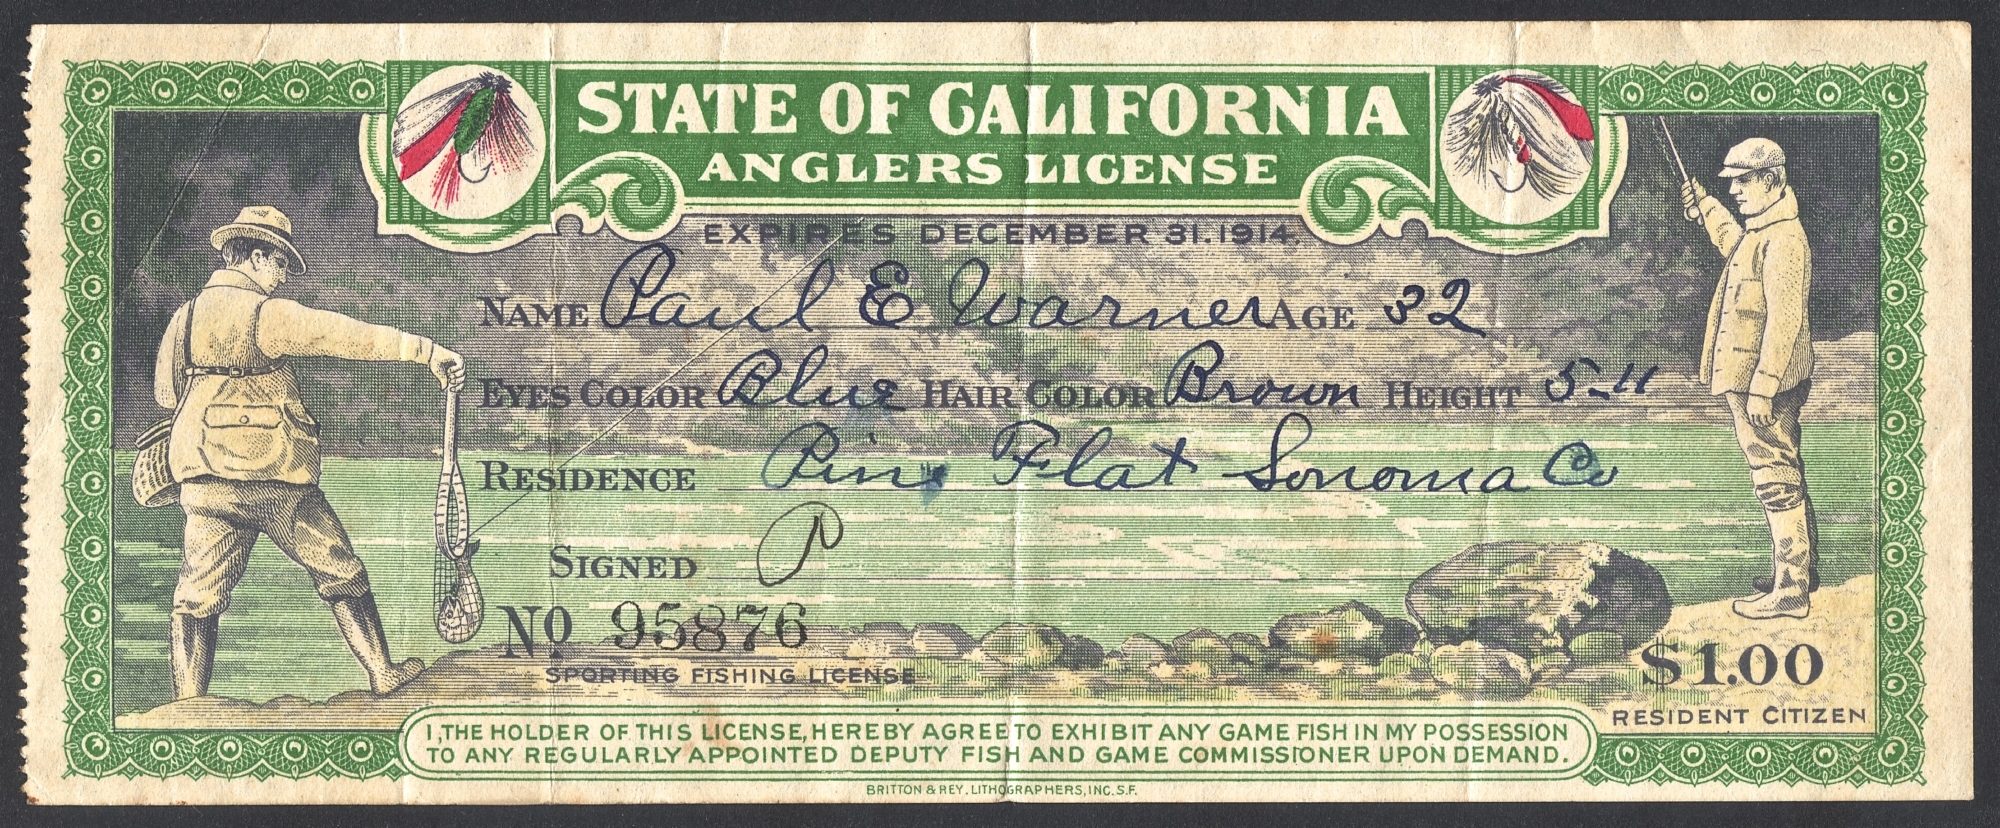 STATE OF CALIFORNIA
ANGLERS LICENSE
EXPIRES DECEMBER 31. 1914.
NAME Paul E Warner AGE 32
EYES COLOR Blue HAIR COLOR Brown HEIGHT 5-11
RESIDENCE Pine Flat Sonoma Co
SIGNED P
No 95876
SPORTING FISHING LICENSE
$1.00
RESIDENT CITIZEN
I, THE HOLDER OF THIS LICENSE, HEREBY AGREE TO EXHIBIT ANY GAME FISH IN MY POSSESSION
TO ANY REGULARLY APPOINTED DEPUTY FISH AND GAME COMMISSIONER UPON DEMAND.
BRITTON & REY. LITHOGRAPHERS, INC. S.F.